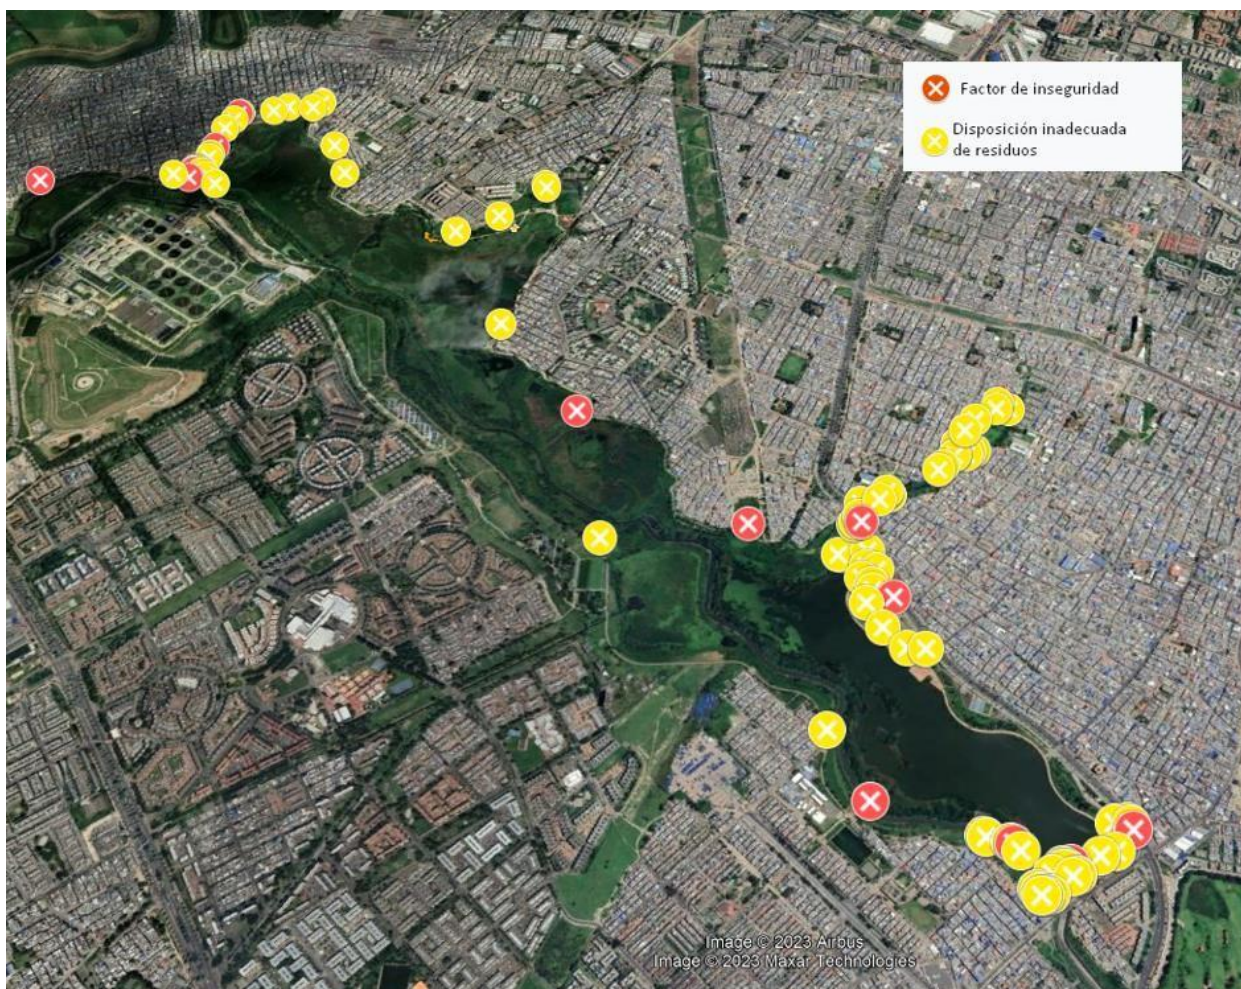 Factor de inseguridad
Disposición inadecuada
de residuos
Image © 2023 Airbus
Image © 2023 Maxar Technologies